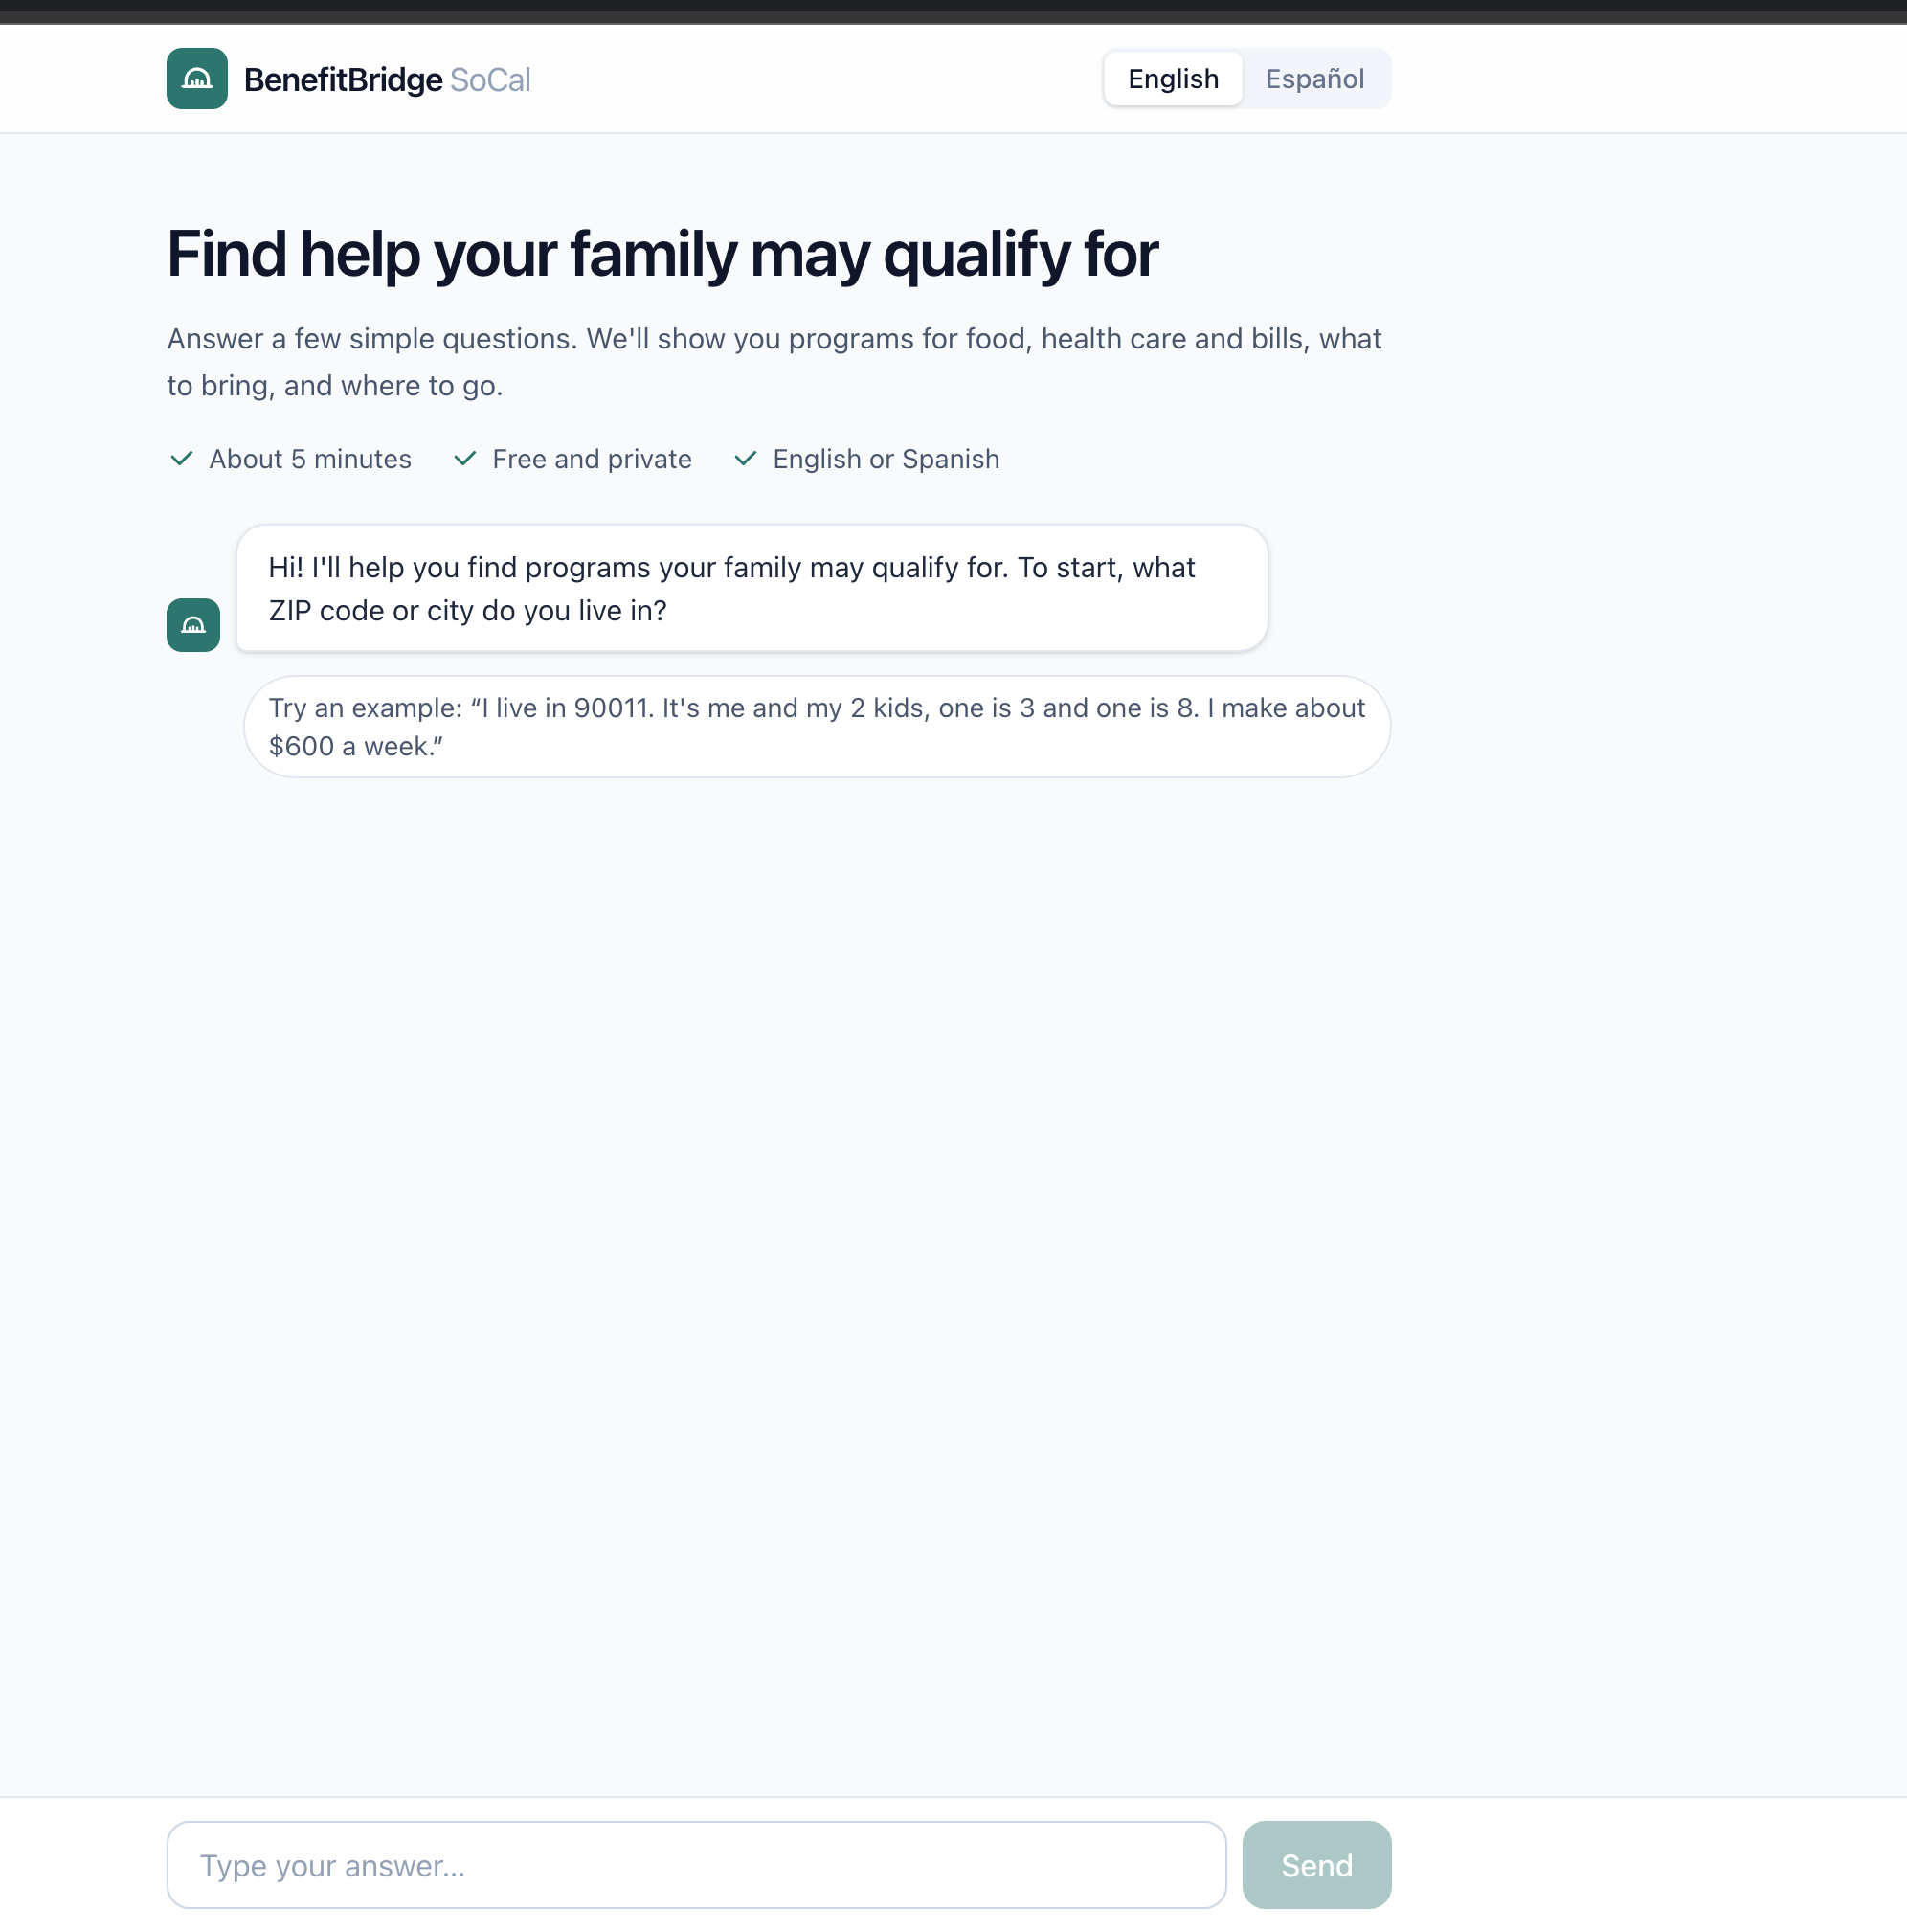 BenefitBridge SoCal
English Español
Find help your family may qualify for
Answer a few simple questions. We'll show you programs for food, health care and bills, what
to bring, and where to go.
About 5 minutes Free and private English or Spanish
Hi! I'll help you find programs your family may qualify for. To start, what
ZIP code or city do you live in?
Try an example: “I live in 90011. It's me and my 2 kids, one is 3 and one is 8. I make about
$600 a week.”
Type your answer...
Send